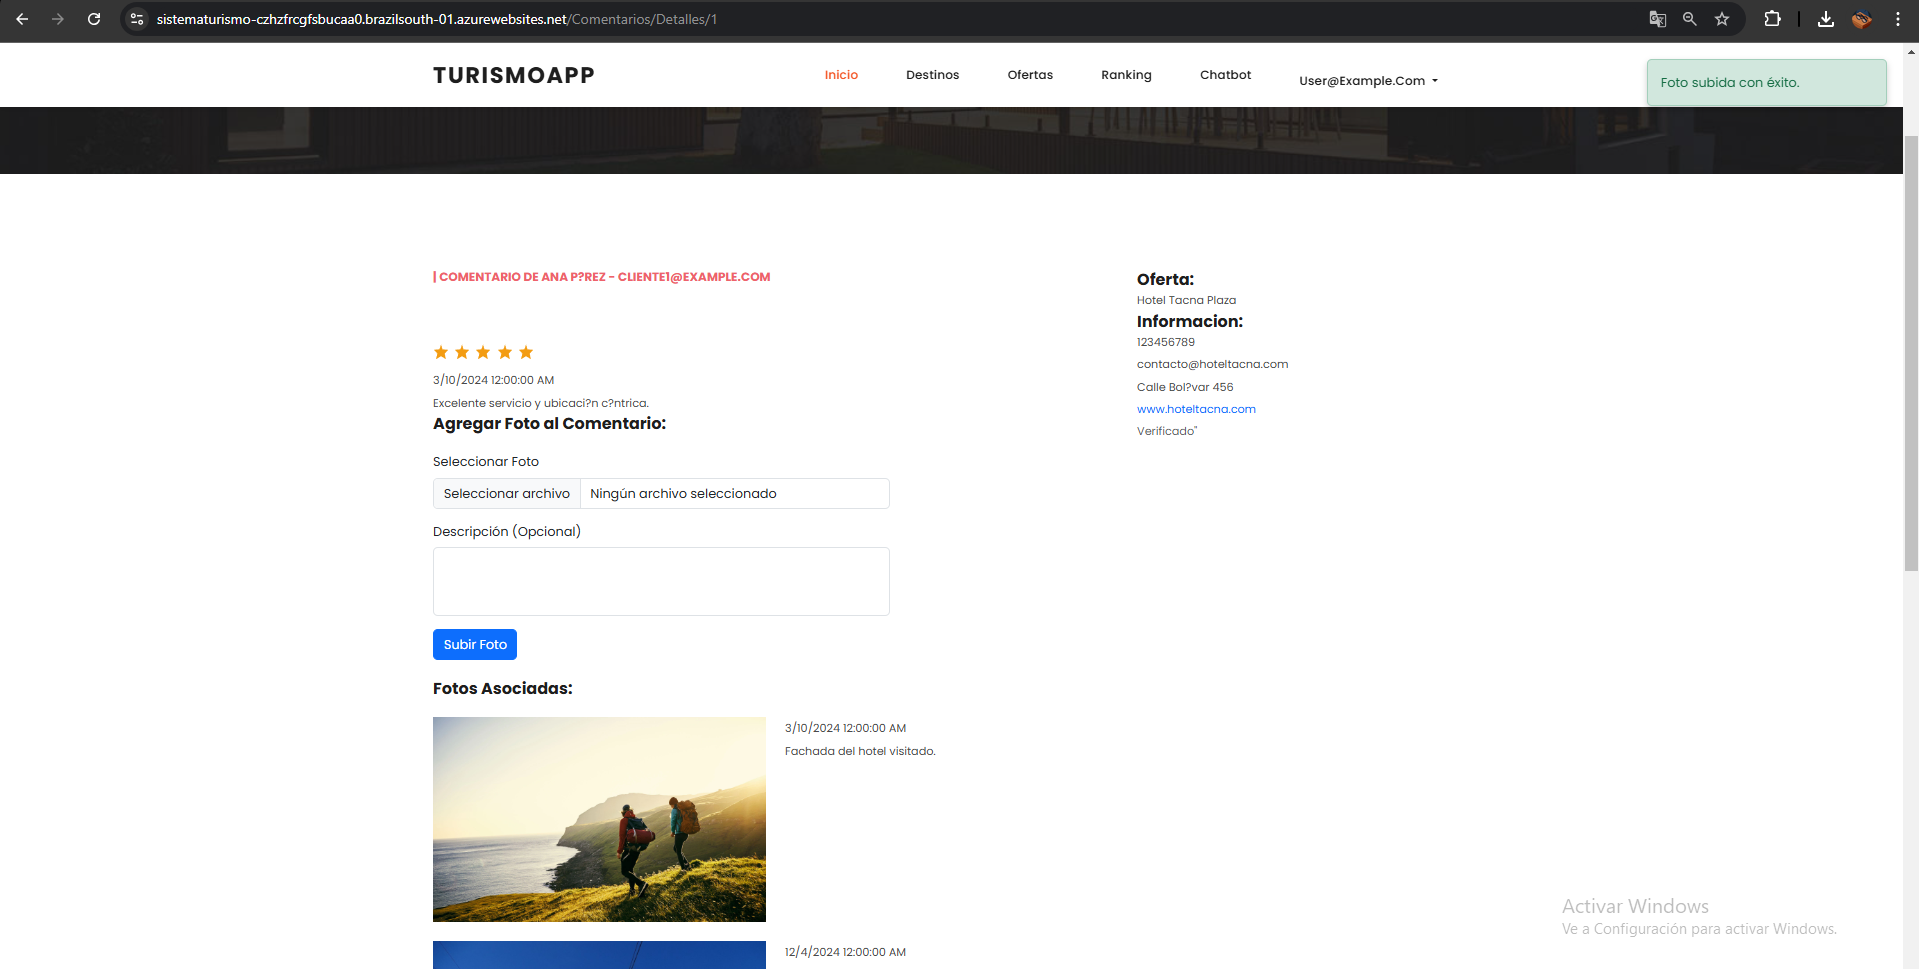 sistematurismo-czhzfrcgfsbucaa0.brazilsouth-01.azurewebsites.net/Comentarios/Detalles/1
TURISMOAPP
Inicio
Destinos
Ofertas
Ranking
Chatbot
User@Example.Com
Foto subida con éxito.
| COMENTARIO DE ANA P?REZ - CLIENTE1@EXAMPLE.COM
3/10/2024 12:00:00 AM
Excelente servicio y ubicaci?n c?ntrica.
Agregar Foto al Comentario:
Seleccionar Foto
Seleccionar archivo
Ningún archivo seleccionado
Descripción (Opcional)
Subir Foto
Fotos Asociadas:
3/10/2024 12:00:00 AM
Fachada del hotel visitado.
12/4/2024 12:00:00 AM
Oferta:
Hotel Tacna Plaza
Informacion:
123456789
contacto@hoteltacna.com
Calle Bol?var 456
www.hoteltacna.com
Verificado"
Activar Windows
Ve a Configuración para activar Windows.